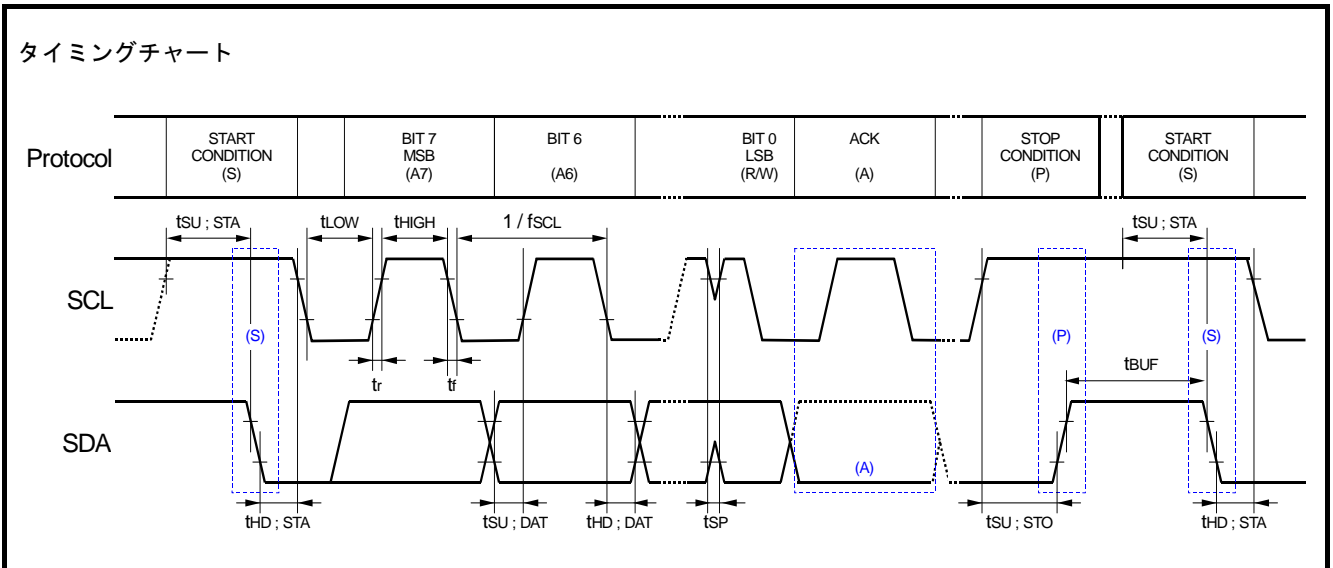 タイミングチャート
Protocol
START
CONDITION
(S)
BIT 7
MSB
(A7)
BIT 6
(A6)
BIT 0
LSB
(R/W)
ACK
(A)
STOP
CONDITION
(P)
START
CONDITION
(S)
tSU ; STA
tLOW
tHIGH
1 / fSCL
tSU ; STA
SCL
(S)
(P)
(S)
tr
tf
tBUF
SDA
(A)
tHD ; STA
tSU ; DAT
tHD ; DAT
tSP
tSU ; STO
tHD ; STA